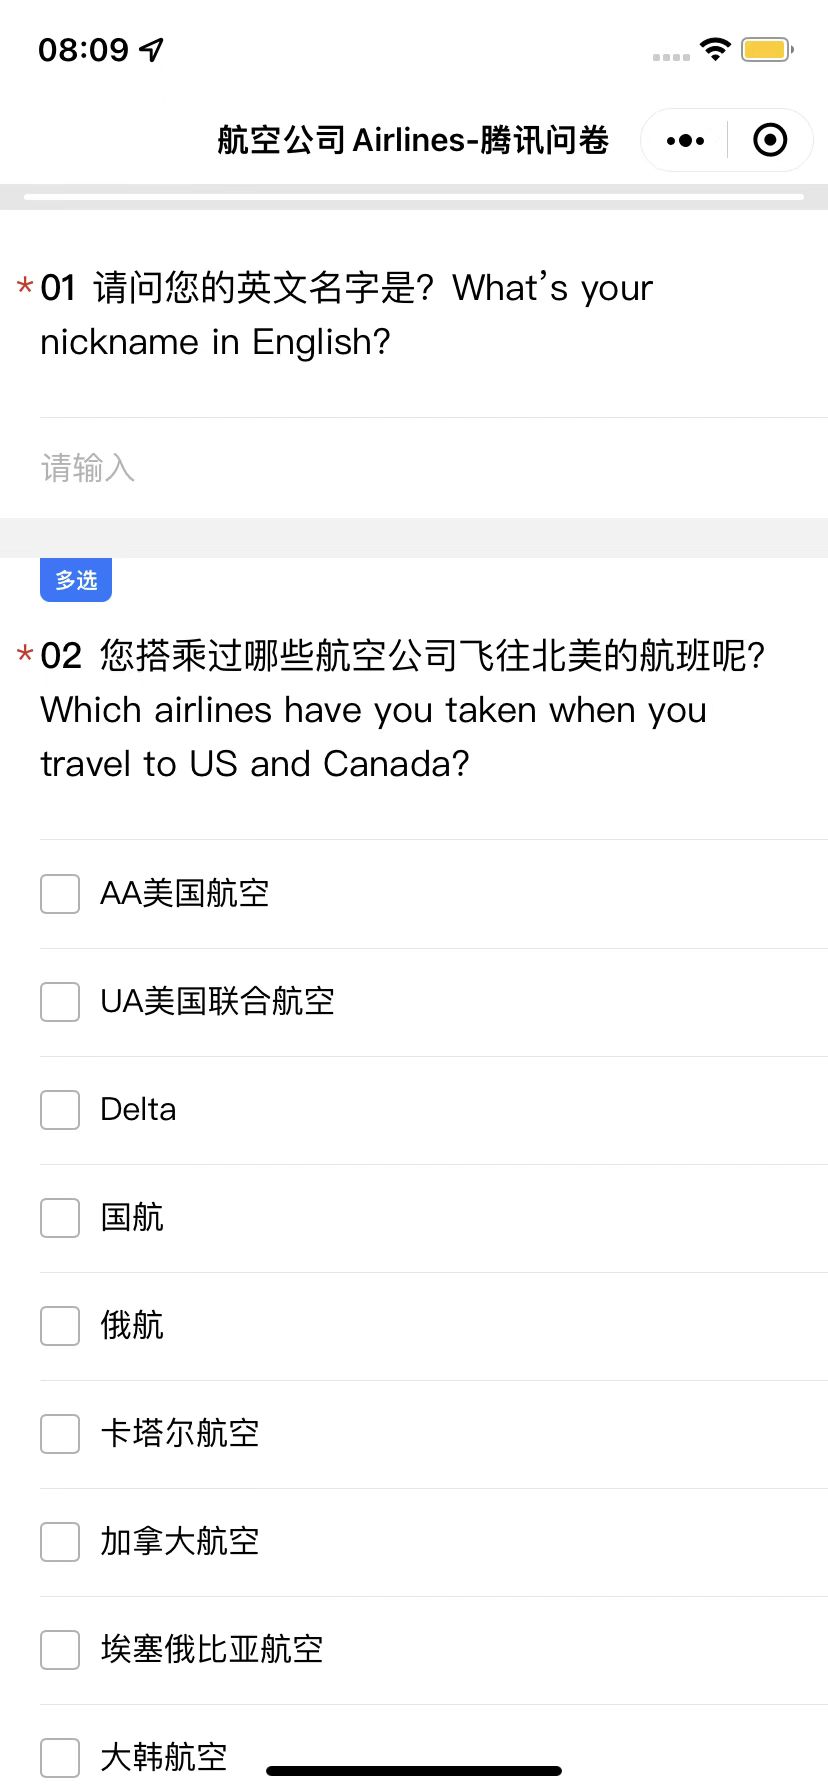 08:09
航空公司 Airlines-腾讯问卷
*01 请问您的英文名字是？What's your
nickname in English?
请输入
多选
*02 您搭乘过哪些航空公司飞往北美的航班呢？
Which airlines have you taken when you
travel to US and Canada?
AA美国航空
UA美国联合航空
Delta
国航
俄航
卡塔尔航空
加拿大航空
埃塞俄比亚航空
大韩航空